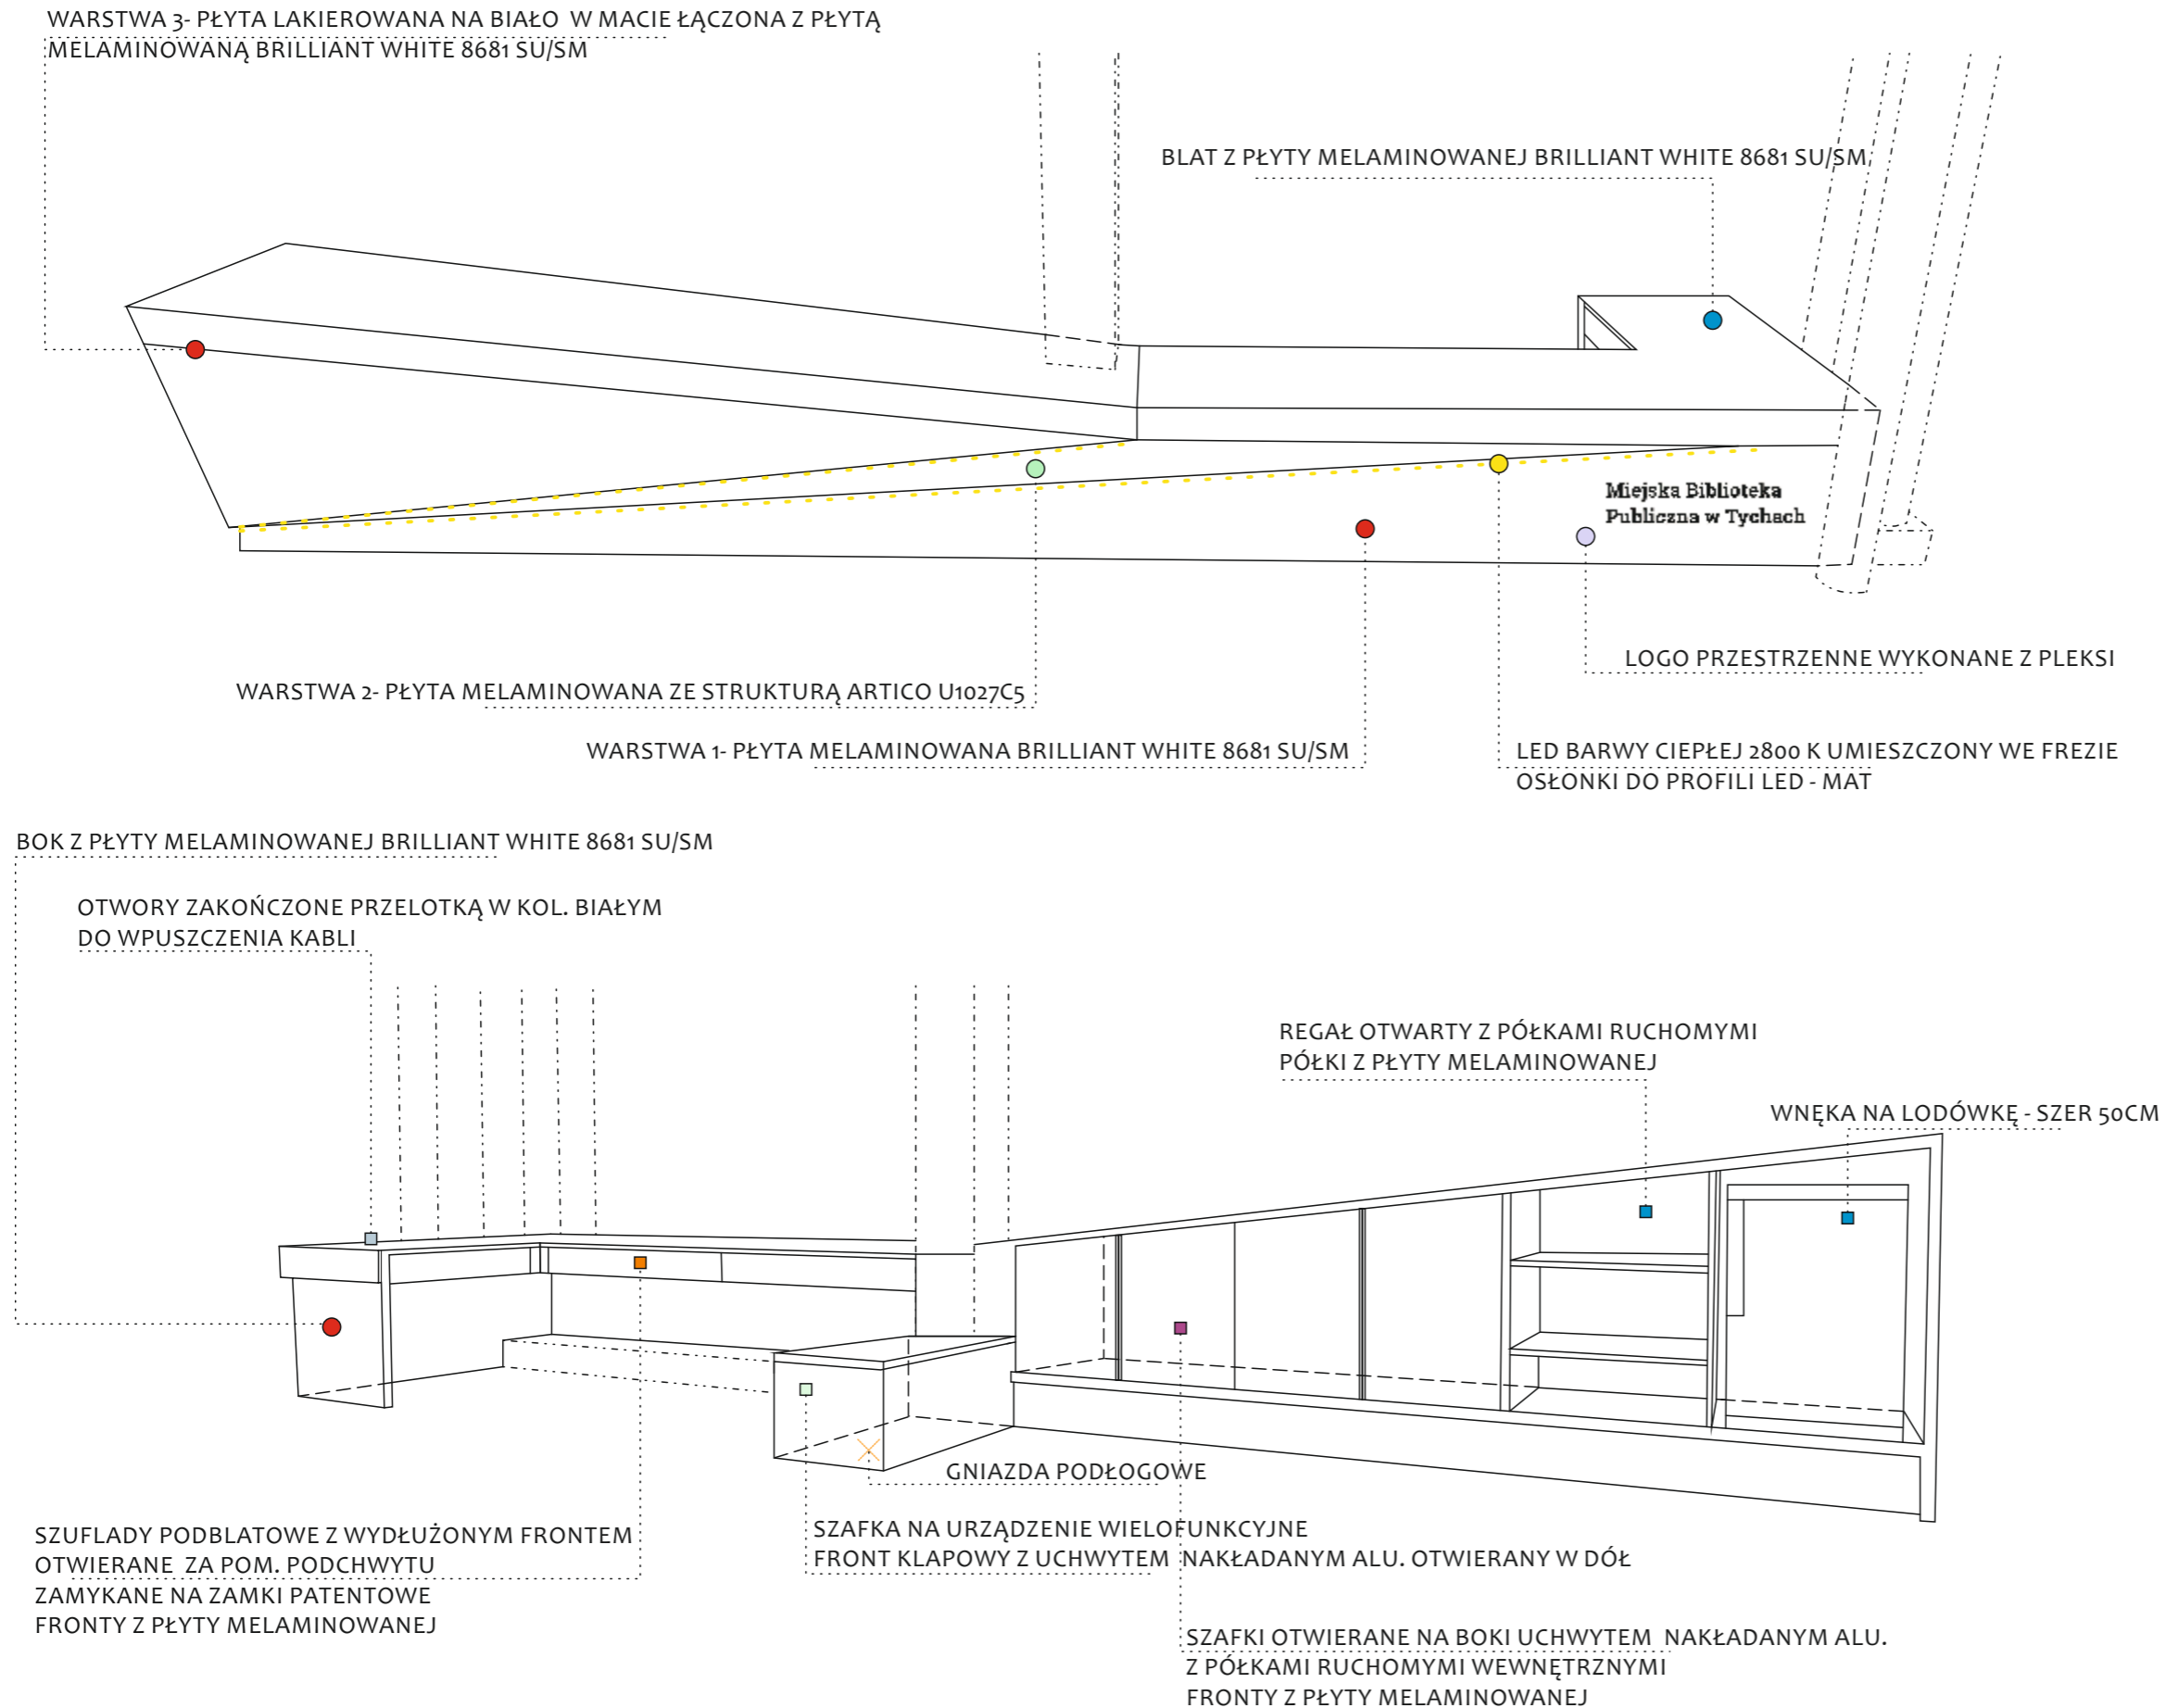 WARSTWA 3- PŁYTA LAKIEROWANA NA BIAŁO W MACIE ŁĄCZONA Z PŁYTĄ
MELAMINOWANĄ BRILLIANT WHITE 8681 SU/SM
BLAT Z PŁYTY MELAMINOWANEJ BRILLIANT WHITE 8681 SU/SM
Miejska Biblioteka
Publiczna w Tychach
LOGO PRZESTRZENNE WYKONANE Z PLEKSI
WARSTWA 2- PŁYTA MELAMINOWANA ZE STRUKTURĄ ARTICO U1027C5
WARSTWA 1- PŁYTA MELAMINOWANA BRILLIANT WHITE 8681 SU/SM
LED BARWY CIEPŁEJ 2800 K UMIESZCZONY WE FREZIE
OSŁONKI DO PROFILI LED - MAT
BOK Z PŁYTY MELAMINOWANEJ BRILLIANT WHITE 8681 SU/SM
OTWORY ZAKOŃCZONE PRZELOTKĄ W KOL. BIAŁYM
DO WPUSZCZENIA KABLI
REGAŁ OTWARTY Z PÓŁKAMI RUCHOMYMI
PÓŁKI Z PŁYTY MELAMINOWANEJ
WNĘKA NA LODÓWKĘ - SZER 50CM
GNIAZDA PODŁOGOWE
SZUFLADY PODBLATOWE Z WYDŁUŻONYM FRONTEM
OTWIERANE ZA POM. PODCHWYTU
ZAMYKANE NA ZAMKI PATENTOWE
FRONTY Z PŁYTY MELAMINOWANEJ
SZAFKA NA URZĄDZENIE WIELOFUNKCYJNE
FRONT KLAPOWY Z UCHWYTEM NAKŁADANYM ALU. OTWIERANY W DÓŁ
SZAFKI OTWIERANE NA BOKI UCHWYTEM NAKŁADANYM ALU.
Z PÓŁKAMI RUCHOMYMI WEWNĘTRZNYMI
FRONTY Z PŁYTY MELAMINOWANEJ